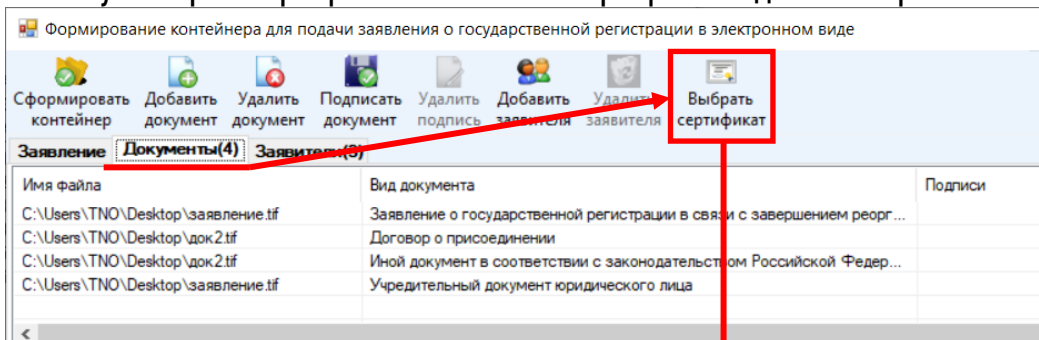 Формирование контейнера для подачи заявления о государственной регистрации в электронном виде
Сформировать контейнер Добавить документ Удалить документ Подписать документ Удалить подпись Добавить заявителя Удалить заявителя Выбрать сертификат
Заявление Документы(4) Заявители(3)
Имя файла Вид документа Подписи
C:\Users\TNO\Desktop\заявление.tif Заявление о государственной регистрации в связи с завершением реорг...
C:\Users\TNO\Desktop\док2.tif Договор о присоединении
C:\Users\TNO\Desktop\док2.tif Иной документ в соответствии с законодательством Российской Федер...
C:\Users\TNO\Desktop\заявление.tif Учредительный документ юридического лица